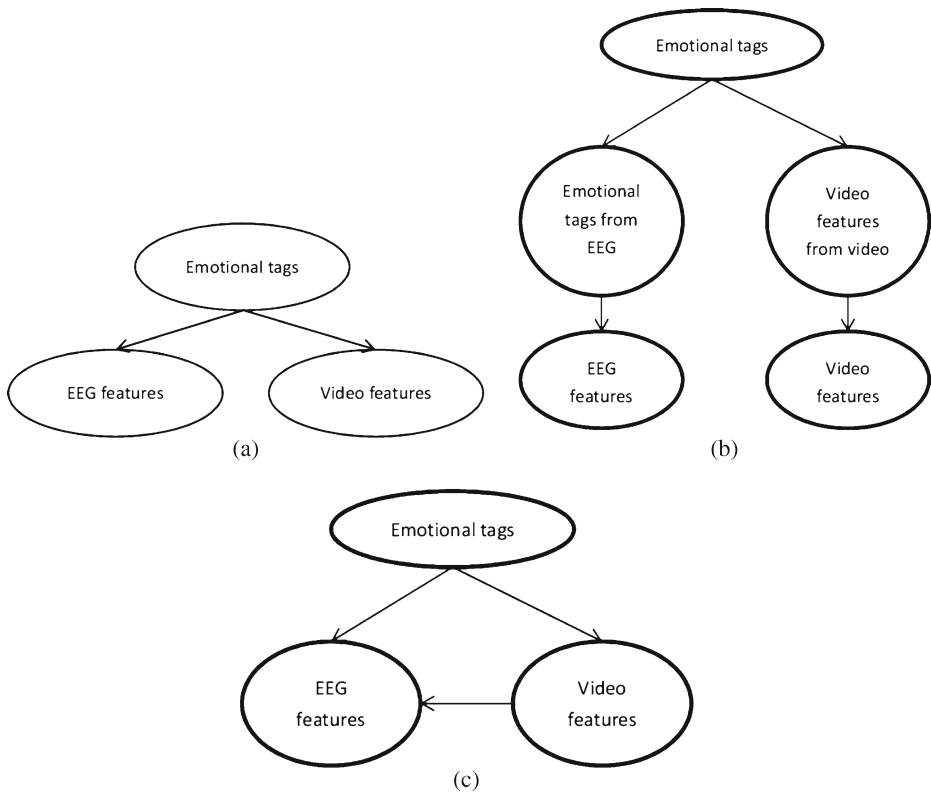 Emotional tags
EEG features
Video features
(a)
Emotional tags
Emotional
tags from
EEG
Video
features
from video
EEG
features
Video
features
(b)
Emotional tags
EEG
features
Video
features
(c)